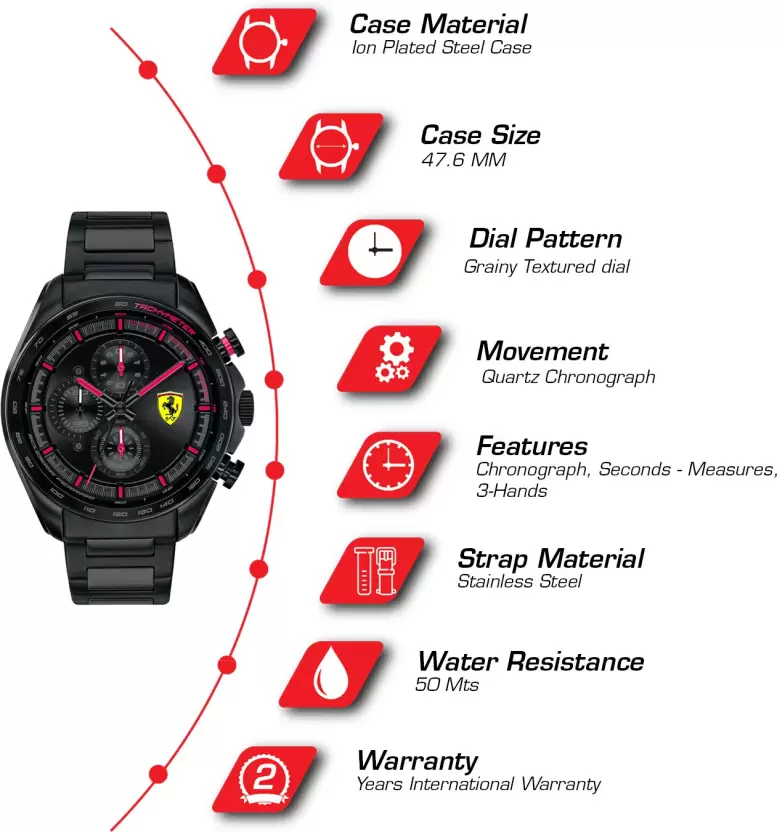 Case Material
Ion Plated Steel Case
Case Size
47.6 MM
Dial Pattern
Grainy Textured dial
Movement
Quartz Chronograph
Features
Chronograph, Seconds - Measures,
3-Hands
Strap Material
Stainless Steel
Water Resistance
50 Mts
2
Warranty
Years International Warranty
TACHYMETER